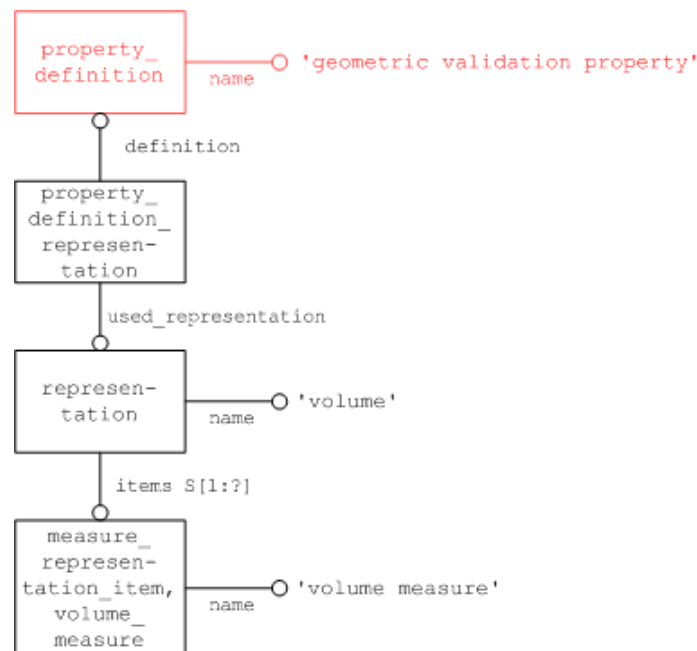 property_
definition
name
'geometric validation property'
definition
property_
definition_
represen-
tation
used_representation
represen-
tation
name
'volume'
items S[1:?]
measure_
represen-
tation_item,
volume_
measure
name
'volume measure'